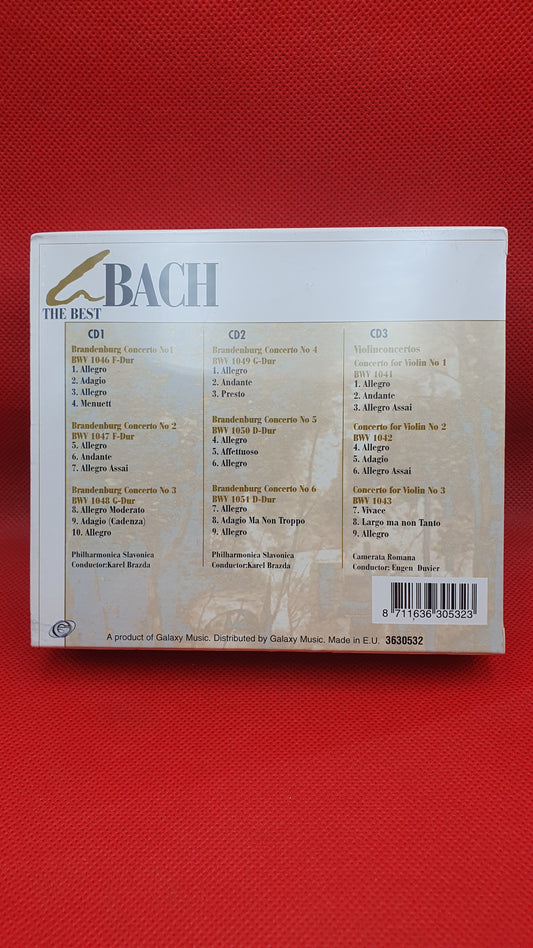 BACH
THE BEST
CD1
Brandenburg Concerto No1
BWV 1046 F-Dur
1. Allegro
2. Adagio
3. Allegro
4. Menuett
Brandenburg Concerto No 2
BWV 1047 F-Dur
5. Allegro
6. Andante
7. Allegro Assai
Brandenburg Concerto No 3
BWV 1048 G-Dur
8. Allegro Moderato
9. Adagio (Cadenza)
10. Allegro
Philharmonica Slavonica
Conductor:Karel Brazda
CD2
Brandenburg Concerto No 4
BWV 1049 G-Dur
1. Allegro
2. Andante
3. Presto
Brandenburg Concerto No 5
BWV 1050 D-Dur
4. Allegro
5. Affettuoso
6. Allegro
Brandenburg Concerto No 6
BWV 1051 D-Dur
7. Allegro
8. Adagio Ma Non Troppo
9. Allegro
Philharmonica Slavonica
Conductor:Karel Brazda
CD3
Violinconcertos
Concerto for Violin No 1
BWV 1041
1. Allegro
2. Andante
3. Allegro Assai
Concerto for Violin No 2
BWV 1042
4. Allegro
5. Adagio
6. Allegro Assai
Concerto for Violin No 3
BWV 1043
7. Vivace
8. Largo ma non Tanto
9. Allegro
Camerata Romana
Conductor: Eugen Duvier
8 711636 305323
A product of Galaxy Music. Distributed by Galaxy Music. Made in E.U. 3630532